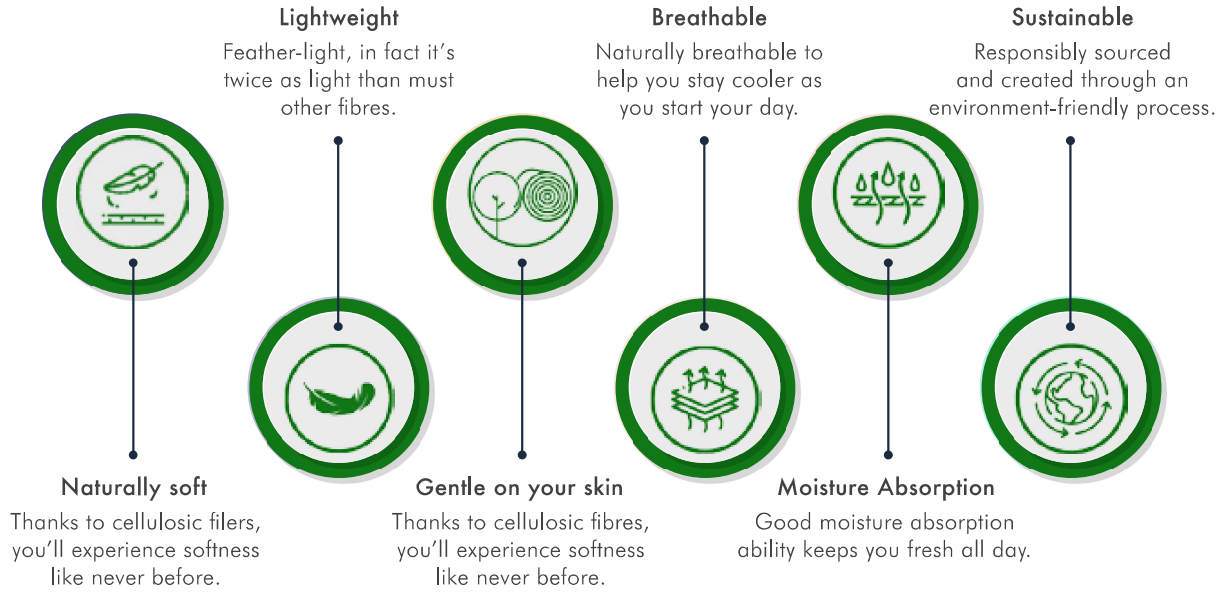 Lightweight
Feather-light, in fact it's
twice as light than must
other fibres.
Breathable
Naturally breathable to
help you stay cooler as
you start your day.
Sustainable
Responsibly sourced
and created through an
environment-friendly process.
Naturally soft
Thanks to cellulosic filers,
you'll experience softness
like never before.
Gentle on your skin
Thanks to cellulosic fibres,
you'll experience softness
like never before.
Moisture Absorption
Good moisture absorption
ability keeps you fresh all day.